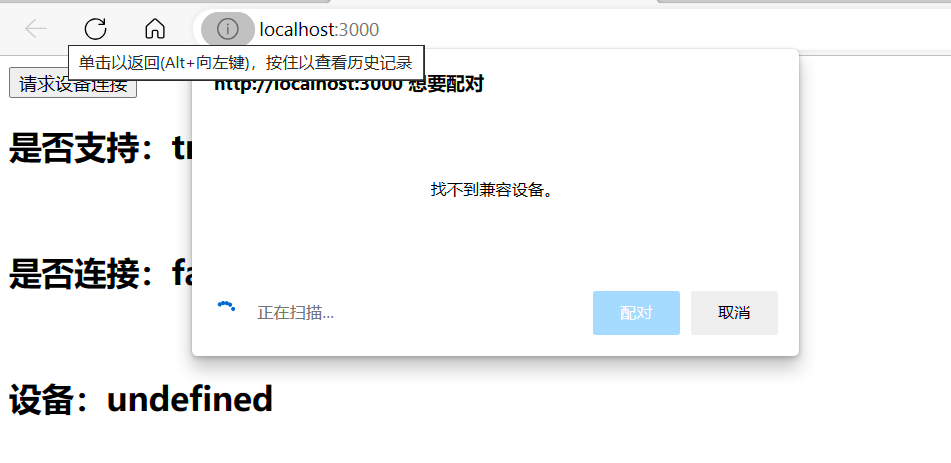 localhost:3000
单击以返回(Alt+向左键)，按住以查看历史记录
请求设备连接
http://localhost:3000 想要配对
是否支持：tr
找不到兼容设备。
是否连接：fa
正在扫描...
配对
取消
设备：undefined